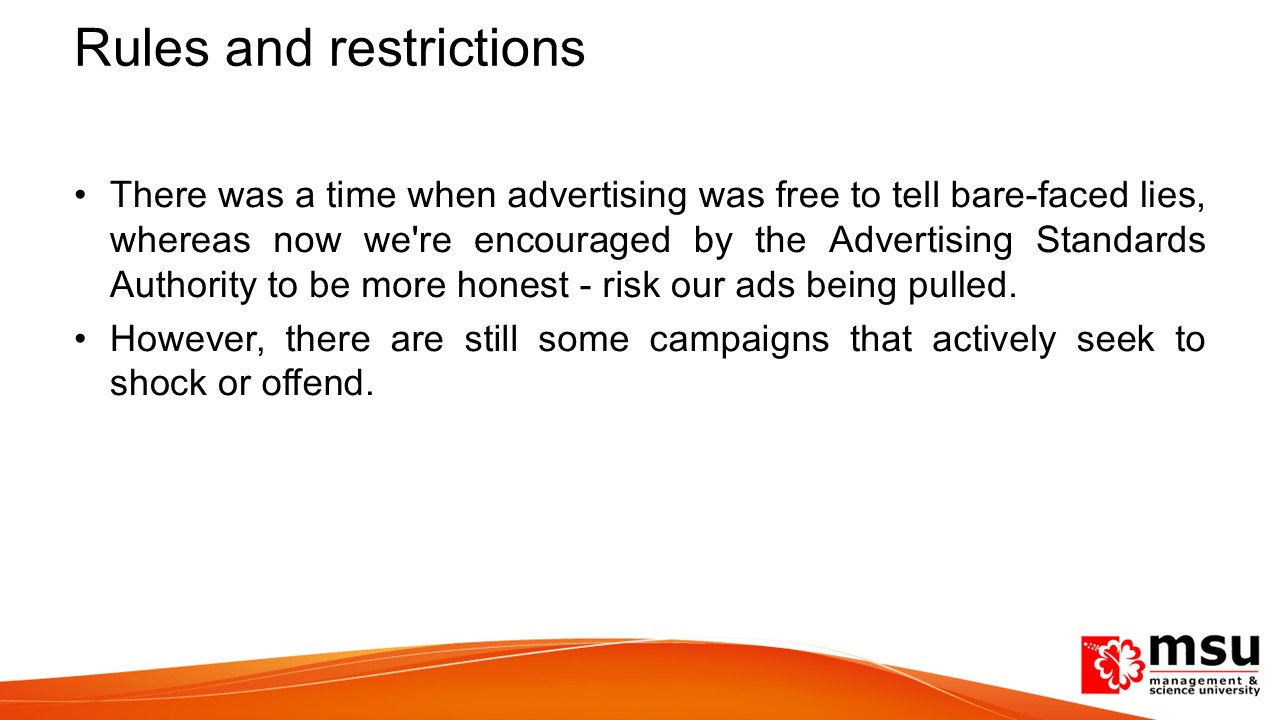 Rules and restrictions
• There was a time when advertising was free to tell bare-faced lies,
whereas now we're encouraged by the Advertising Standards
Authority to be more honest - risk our ads being pulled.
• However, there are still some campaigns that actively seek to
shock or offend.
msu
management &
science university